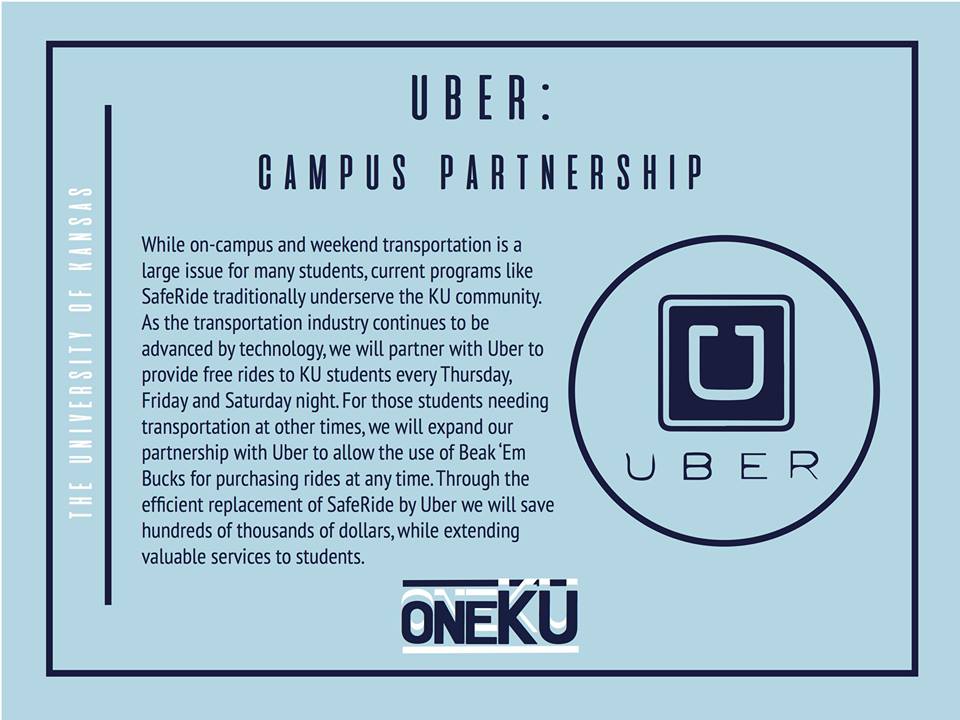 UBER:
CAMPUS PARTNERSHIP
THE UNIVERSITY OF KANSAS
While on-campus and weekend transportation is a
large issue for many students, current programs like
SafeRide traditionally underserve the KU community.
As the transportation industry continues to be
advanced by technology, we will partner with Uber to
provide free rides to KU students every Thursday,
Friday and Saturday night. For those students needing
transportation at other times, we will expand our
partnership with Uber to allow the use of Beak ‘Em
Bucks for purchasing rides at any time. Through the
efficient replacement of SafeRide by Uber we will save
hundreds of thousands of dollars, while extending
valuable services to students.
U
UBER
ONEKU